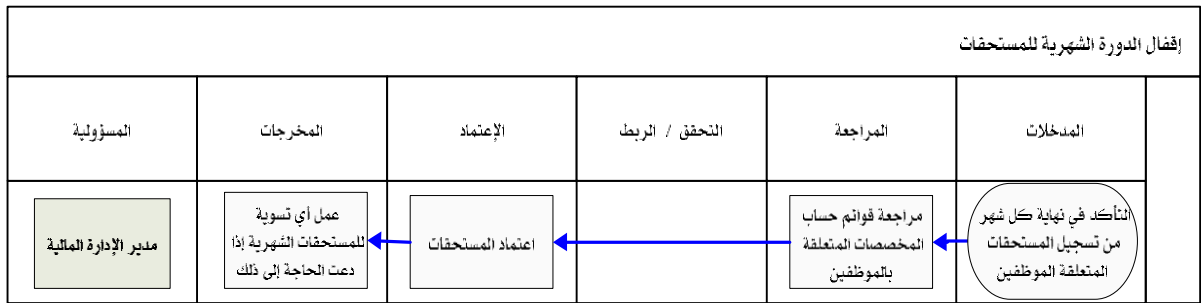 إقفال الدورة الشهرية للمستحقات
المدخلات
المراجعة
التحقق / الربط
الإعتماد
المخرجات
المسؤولية
التأكد في نهاية كل شهر
من تسجيل المستحقات
المتعلقة الموظفين
مراجعة قوائم حساب
المخصصات المتعلقة
بالموظفين
اعتماد المستحقات
عمل أي تسوية
للمستحقات الشهرية إذا
دعت الحاجة إلى ذلك
مدير الإدارة المالية